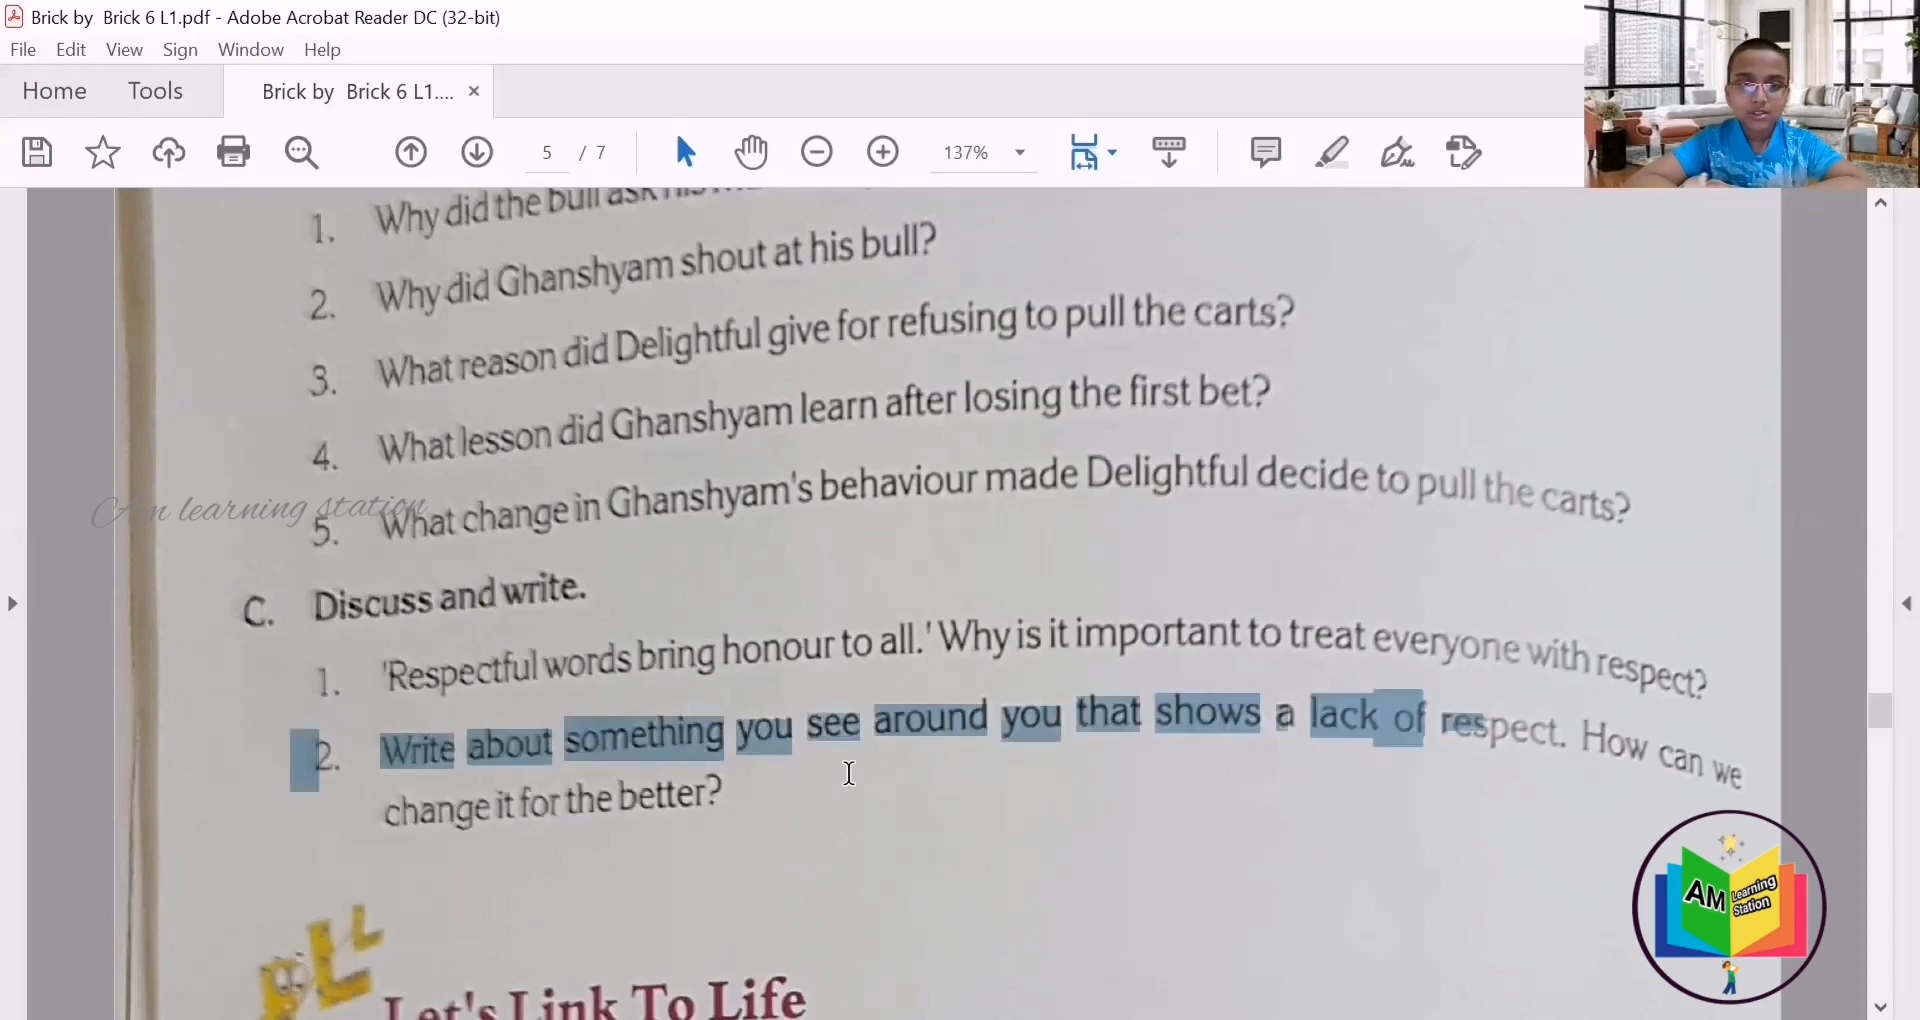 Brick by Brick 6 L1.pdf - Adobe Acrobat Reader DC (32-bit)
File Edit View Sign Window Help
Home Tools Brick by Brick 6 L1.... ×
5 / 7 137%
1. Why did the bull ask his
2. Why did Ghanshyam shout at his bull?
3. What reason did Delightful give for refusing to pull the carts?
4. What lesson did Ghanshyam learn after losing the first bet?
5. What change in Ghanshyam's behaviour made Delightful decide to pull the carts?
learning station
C. Discuss and write.
1. 'Respectful words bring honour to all.' Why is it important to treat everyone with respect?
2. Write about something you see around you that shows a lack of respect. How can we
change it for the better?
AM Learning
Station
Let's Link To Life